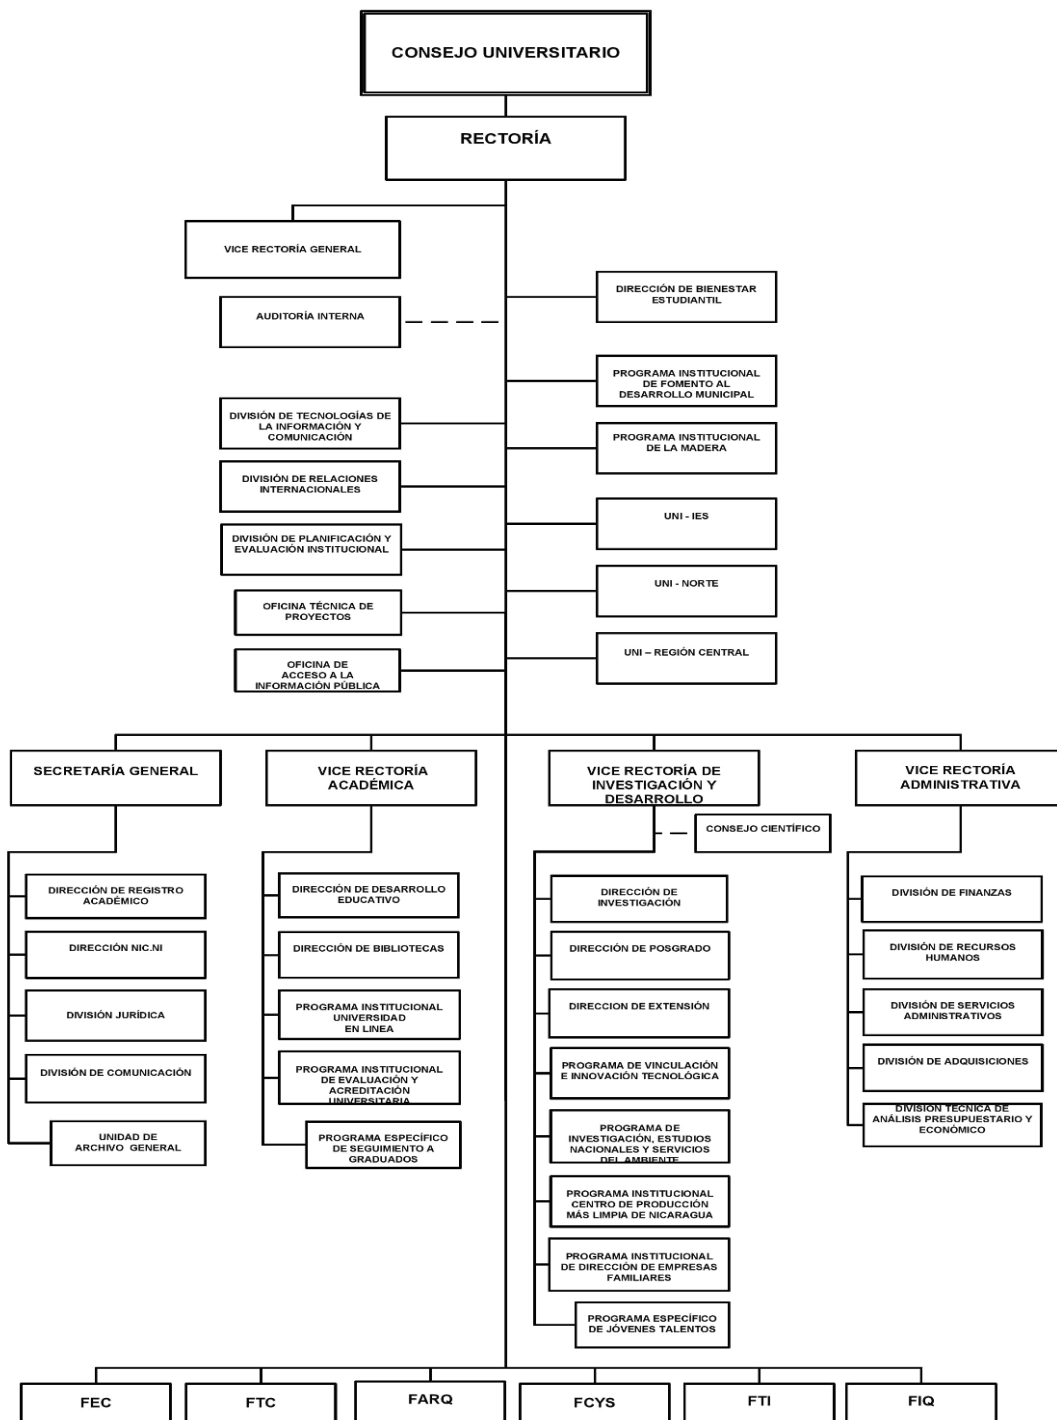 CONSEJO UNIVERSITARIO
RECTORÍA
VICE RECTORÍA GENERAL
AUDITORÍA INTERNA
DIVISIÓN DE TECNOLOGÍAS DE
LA INFORMACIÓN Y
COMUNICACIÓN
DIVISIÓN DE RELACIONES
INTERNACIONALES
DIVISIÓN DE PLANIFICACIÓN Y
EVALUACIÓN INSTITUCIONAL
OFICINA TÉCNICA DE
PROYECTOS
OFICINA DE
ACCESO A LA
INFORMACIÓN PÚBLICA
DIRECCIÓN DE BIENESTAR
ESTUDIANTIL
PROGRAMA INSTITUCIONAL
DE FOMENTO AL
DESARROLLO MUNICIPAL
PROGRAMA INSTITUCIONAL
DE LA MADERA
UNI - IES
UNI - NORTE
UNI – REGIÓN CENTRAL
SECRETARÍA GENERAL
DIRECCIÓN DE REGISTRO
ACADÉMICO
DIRECCIÓN NIC.NI
DIVISIÓN JURÍDICA
DIVISIÓN DE COMUNICACIÓN
UNIDAD DE
ARCHIVO GENERAL
VICE RECTORÍA
ACADÉMICA
DIRECCIÓN DE DESARROLLO
EDUCATIVO
DIRECCIÓN DE BIBLIOTECAS
PROGRAMA INSTITUCIONAL
UNIVERSIDAD
EN LINEA
PROGRAMA INSTITUCIONAL
DE EVALUACIÓN Y
ACREDITACIÓN
UNIVERSITARIA
PROGRAMA ESPECÍFICO
DE SEGUIMIENTO A
GRADUADOS
VICE RECTORÍA DE
INVESTIGACIÓN Y
DESARROLLO
CONSEJO CIENTÍFICO
DIRECCIÓN DE
INVESTIGACIÓN
DIRECCIÓN DE POSGRADO
DIRECCION DE EXTENSIÓN
PROGRAMA DE VINCULACIÓN
E INNOVACIÓN TECNOLÓGICA
PROGRAMA DE
INVESTIGACIÓN, ESTUDIOS
NACIONALES Y SERVICIOS
DEL AMBIENTE
PROGRAMA INSTITUCIONAL
CENTRO DE PRODUCCIÓN
MÁS LIMPIA DE NICARAGUA
PROGRAMA INSTITUCIONAL
DE DIRECCIÓN DE EMPRESAS
FAMILIARES
PROGRAMA ESPECÍFICO
DE JÓVENES TALENTOS
VICE RECTORÍA
ADMINISTRATIVA
DIVISIÓN DE FINANZAS
DIVISIÓN DE RECURSOS
HUMANOS
DIVISIÓN DE SERVICIOS
ADMINISTRATIVOS
DIVISIÓN DE ADQUISICIONES
DIVISIÓN TÉCNICA DE
ANÁLISIS PRESUPUESTARIO Y
ECONÓMICO
FEC
FTC
FARQ
FCYS
FTI
FIQ